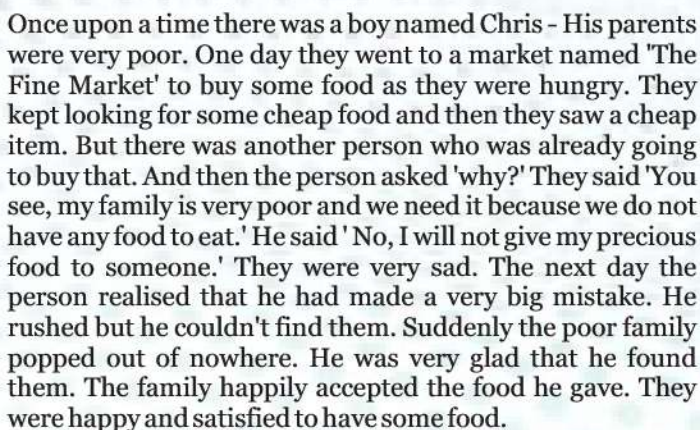 Once upon a time there was a boy named Chris - His parents
were very poor. One day they went to a market named 'The
Fine Market' to buy some food as they were hungry. They
kept looking for some cheap food and then they saw a cheap
item. But there was another person who was already going
to buy that. And then the person asked 'why?' They said 'You
see, my family is very poor and we need it because we do not
have any food to eat.' He said ' No, I will not give my precious
food to someone.' They were very sad. The next day the
person realised that he had made a very big mistake. He
rushed but he couldn't find them. Suddenly the poor family
popped out of nowhere. He was very glad that he found
them. The family happily accepted the food he gave. They
were happy and satisfied to have some food.